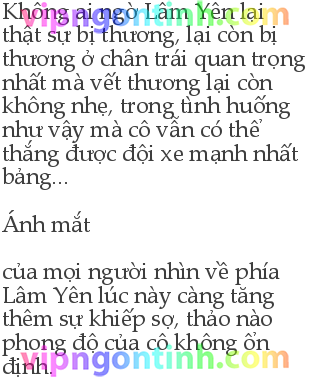 Không ai ngờ Lâm Yên lại
thật sự bị thương, lại còn bị
thương ở chân trái quan trọng
nhất mà vết thương lại còn
không nhẹ, trong tình huống
như vậy mà cô vẫn có thể
thắng được đội xe mạnh nhất
bảng...
Ánh mắt
của mọi người nhìn về phía
Lâm Yên lúc này càng tăng
thêm sự khiếp sợ, thảo nào
phong độ của cô không ổn
định.
vipngontinh.com
vipngontinh.com